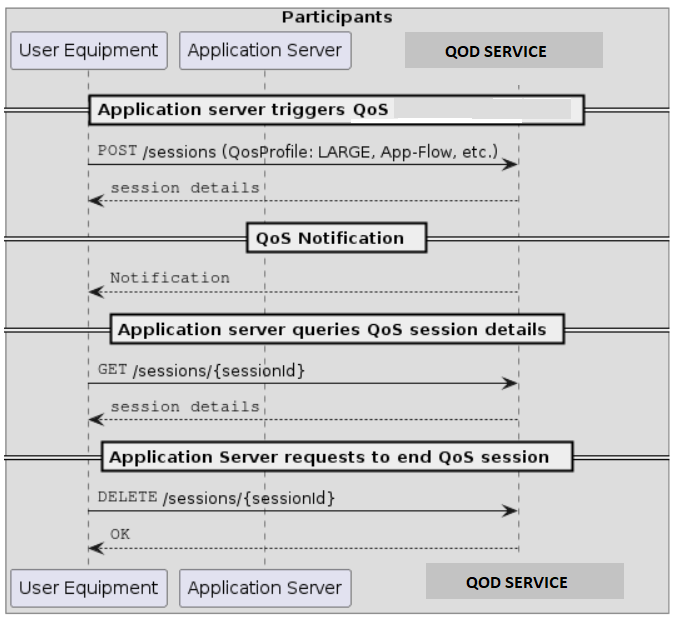 Participants
User Equipment
Application Server
QOD SERVICE
Application server triggers QoS
POST /sessions (QosProfile: LARGE, App-Flow, etc.)
session details
QoS Notification
Notification
Application server queries QoS session details
GET /sessions/{sessionId}
session details
Application Server requests to end QoS session
DELETE /sessions/{sessionId}
OK
User Equipment
Application Server
QOD SERVICE